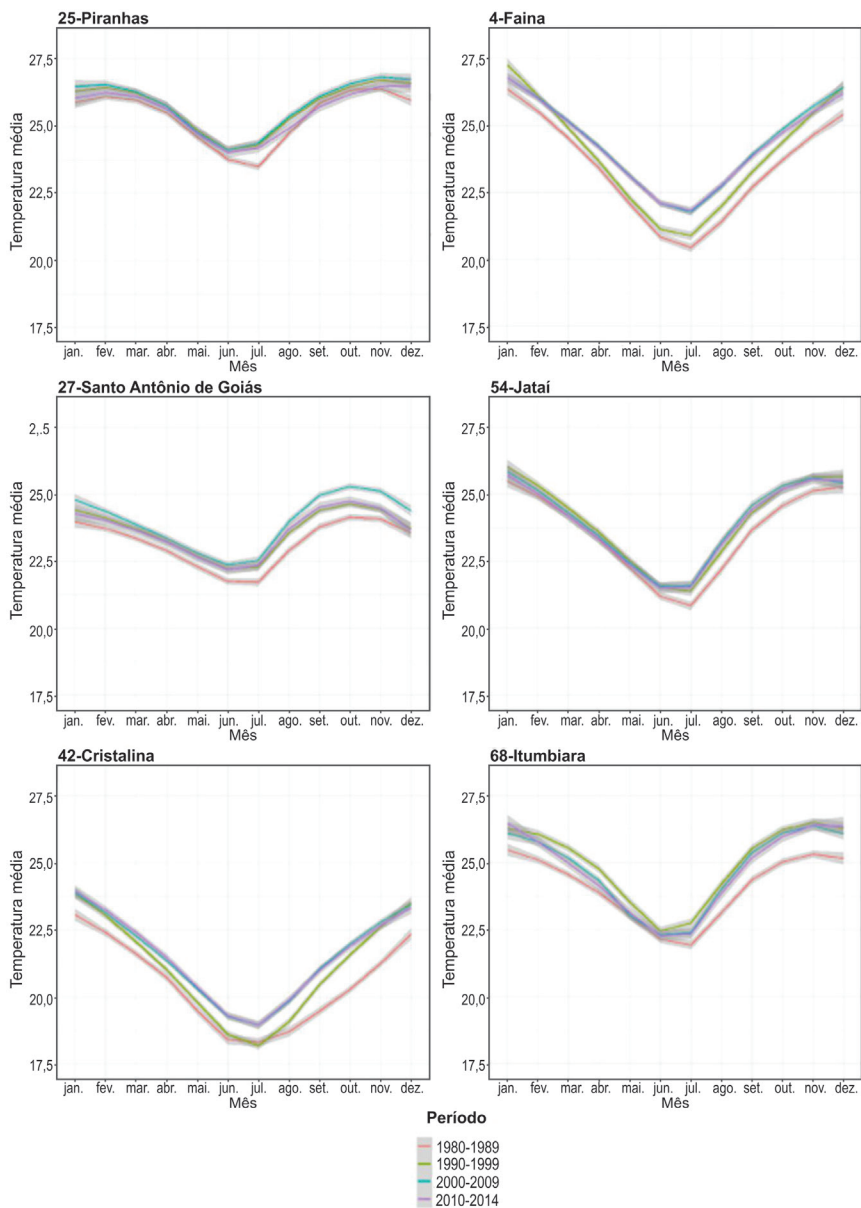 25-Piranhas
Temperatura média
27,5
25,0
22,5
20,0
17,5
jan. fev. mar. abr. mai. jun. jul. ago. set. out. nov. dez.
Mês
4-Faina
Temperatura média
27,5
25,0
22,5
20,0
17,5
jan. fev. mar. abr. mai. jun. jul. ago. set. out. nov. dez.
Mês
27-Santo Antônio de Goiás
Temperatura média
2,.5
25,0
22,5
20,0
17,5
jan. fev. mar. abr. mai. jun. jul. ago. set. out. nov. dez.
Mês
54-Jataí
Temperatura média
27,5
25,0
22,5
20,0
17,5
jan. fev. mar. abr. mai. jun. jul. ago. set. out. nov. dez.
Mês
42-Cristalina
Temperatura média
27,5
25,0
22,5
20,0
17,5
jan. fev. mar. abr. mai. jun. jul. ago. set. out. nov. dez.
Mês
68-Itumbiara
Temperatura média
27,5
25,0
22,5
20,0
17,5
jan. fev. mar. abr. mai. jun. jul. ago. set. out. nov. dez.
Mês
Período
1980-1989
1990-1999
2000-2009
2010-2014